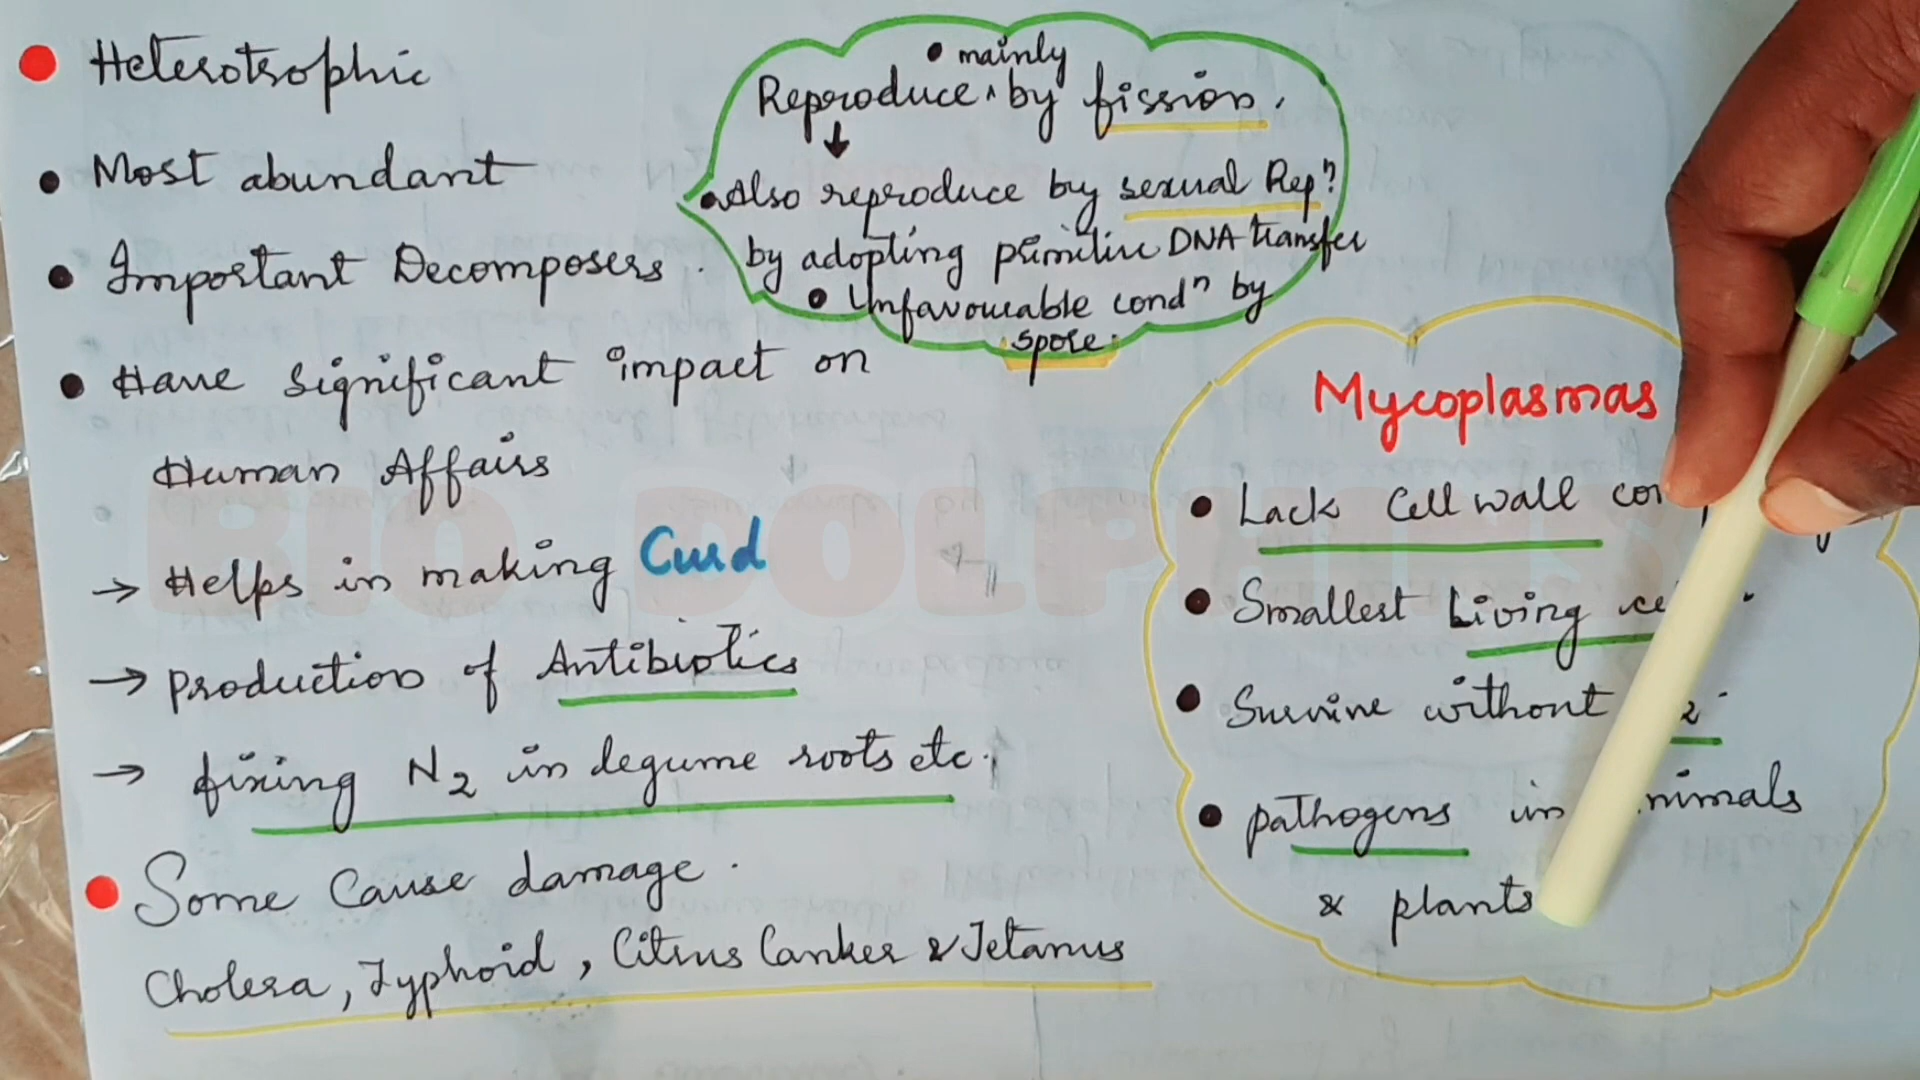 Heterotrophic
Most abundant
Important Decomposers.
Have significant impact on
Human Affairs
→ Helps in making Curd
→ production of Antibiotics
→ fixing N2 in legume roots etc.
Some Cause damage.
Cholera, Typhoid, Citrus Canker & Tetanus
• mainly
Reproduce ^ by fission.
↓
• Also reproduce by sexual Repⁿ
by adopting primitive DNA transfer
• Unfavourable condⁿ by
spore.
Mycoplasmas
• Lack Cell wall
• Smallest Living
• Survive without
• pathogens in
& plants
BIO DOLPHINS